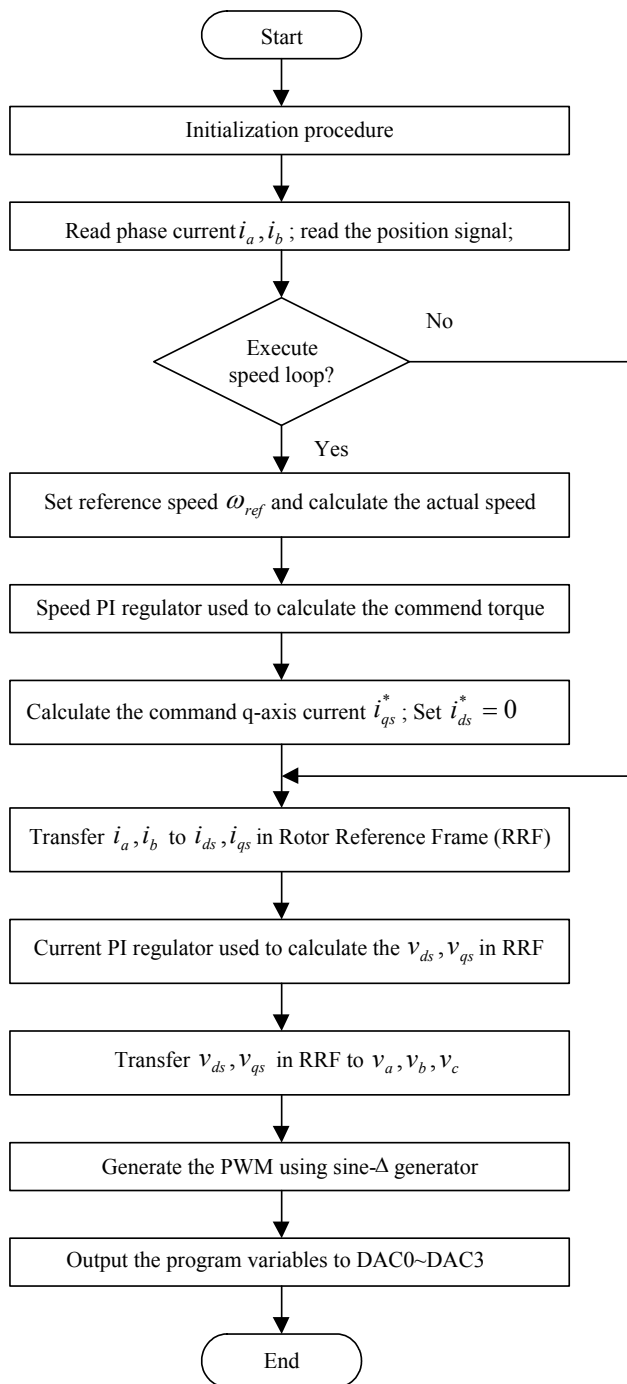 Start
Initialization procedure
Read phase current i_a, i_b ; read the position signal;
No
Execute
speed loop?
Yes
Set reference speed ω_ref and calculate the actual speed
Speed PI regulator used to calculate the commend torque
Calculate the command q-axis current i*_qs ; Set i*_ds = 0
Transfer i_a, i_b to i_ds, i_qs in Rotor Reference Frame (RRF)
Current PI regulator used to calculate the v_ds, v_qs in RRF
Transfer v_ds, v_qs in RRF to v_a, v_b, v_c
Generate the PWM using sine-Δ generator
Output the program variables to DAC0~DAC3
End